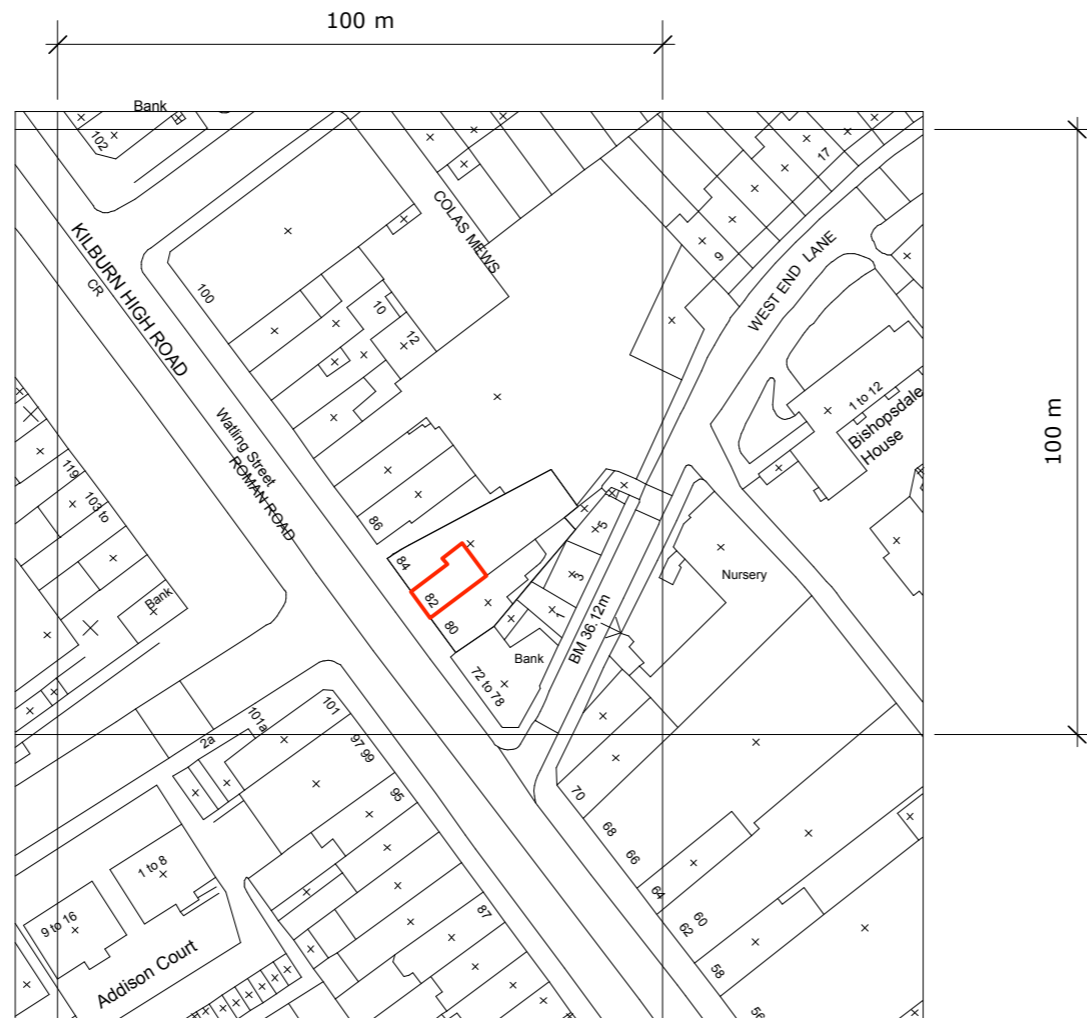 100 m
Bank
102
17
COLAS MEWS
KILBURN HIGH ROAD
CR
9
WEST END LANE
100
10
12
100 m
1 to 12
Bishopsdale
House
Watling Street
ROMAN ROAD
119
103 to
86
5
84
3
Nursery
Bank
82
1
BM 36.12m
80
Bank
72 to 78
101
101a
2a
97 99
95
70
68
66
64
1 to 8
87
60
62
9 to 16
58
Addison Court
56